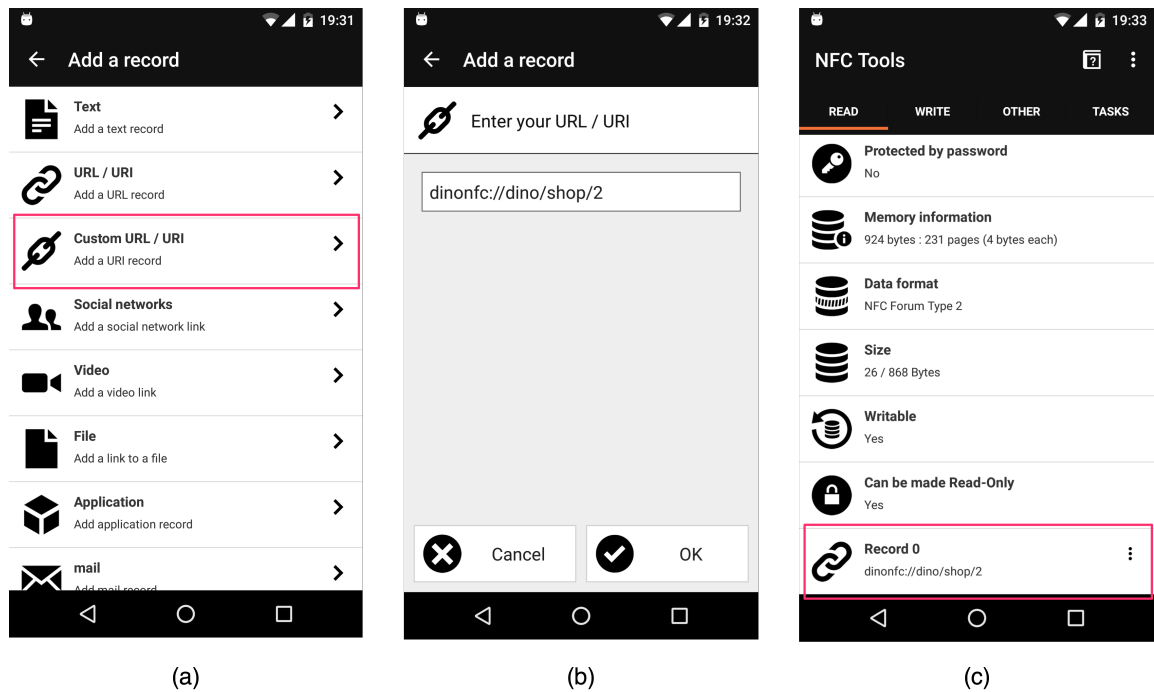 19:31
Add a record
Text
Add a text record
URL / URI
Add a URL record
Custom URL / URI
Add a URI record
Social networks
Add a social network link
Video
Add a video link
File
Add a link to a file
Application
Add application record
mail
Add mail record
(a)
19:32
Add a record
Enter your URL / URI
dinonfc://dino/shop/2
Cancel
OK
(b)
19:33
NFC Tools
READ WRITE OTHER TASKS
Protected by password
No
Memory information
924 bytes : 231 pages (4 bytes each)
Data format
NFC Forum Type 2
Size
26 / 868 Bytes
Writable
Yes
Can be made Read-Only
Yes
Record 0
dinonfc://dino/shop/2
(c)